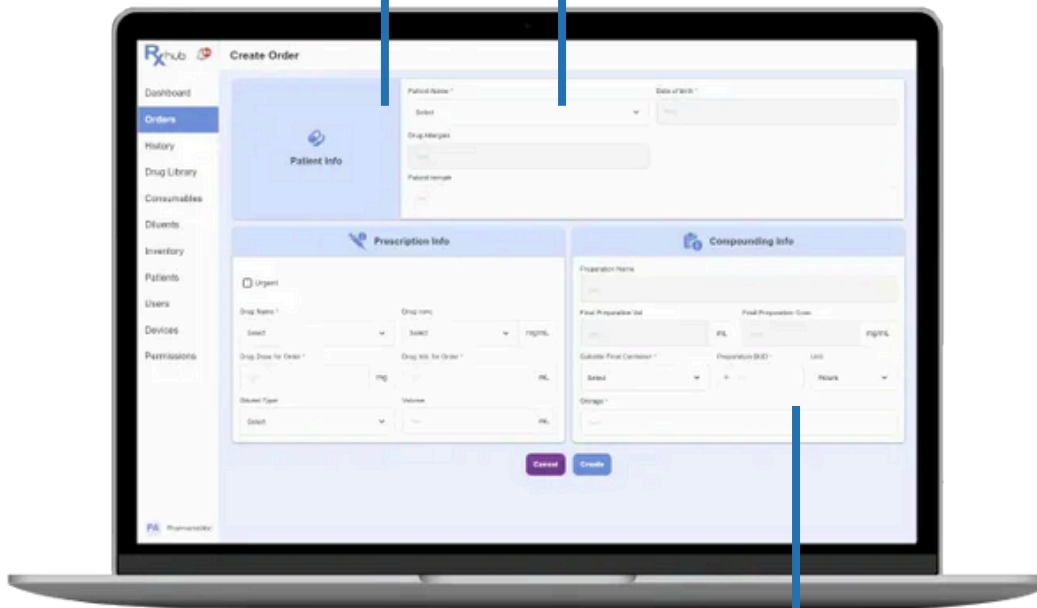 Rxhub
Create Order
Dashboard
Orders
History
Drug Library
Consumables
Diluents
Inventory
Patients
Users
Devices
Permissions
PA
Patient Info
Patient Name *
Select
Date of Birth *
Drug Allergies
Patient remark
Prescription Info
Urgent
Drug Name *
Select
Drug conc
Select
mg/mL
Drug Dose for Order *
mg
Drug Vol. for Order *
mL
Diluent Type
Select
Volume
mL
Compounding Info
Preparation Name
Final Preparation Vol
mL
Final Preparation Conc
mg/mL
Suitable Final Container *
Select
Preparation BUD *
+
Unit
Hours
Storage *
Cancel
Create